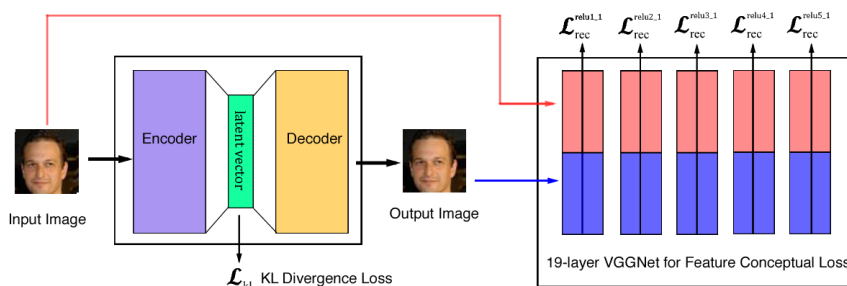 ℒrec relu1_1 ℒrec relu2_1 ℒrec relu3_1 ℒrec relu4_1 ℒrec relu5_1
Encoder
latent vector
Decoder
Input Image
Output Image
ℒkl KL Divergence Loss
19-layer VGGNet for Feature Conceptual Loss